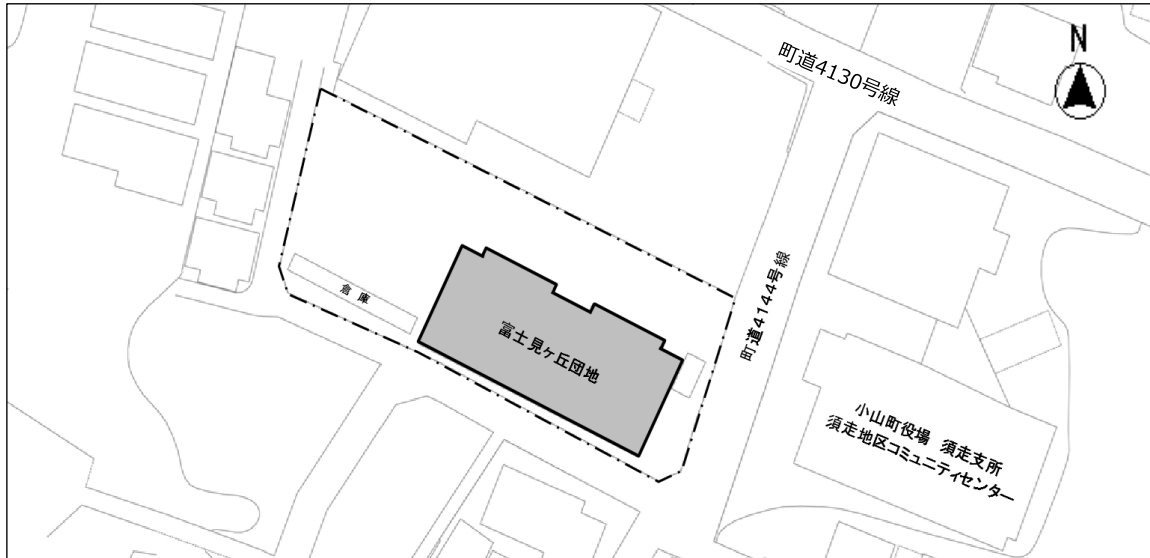 N
町道4130号線
町道4144号線
倉庫
富士見ヶ丘団地
小山町役場 須走支所
須走地区コミュニティセンター